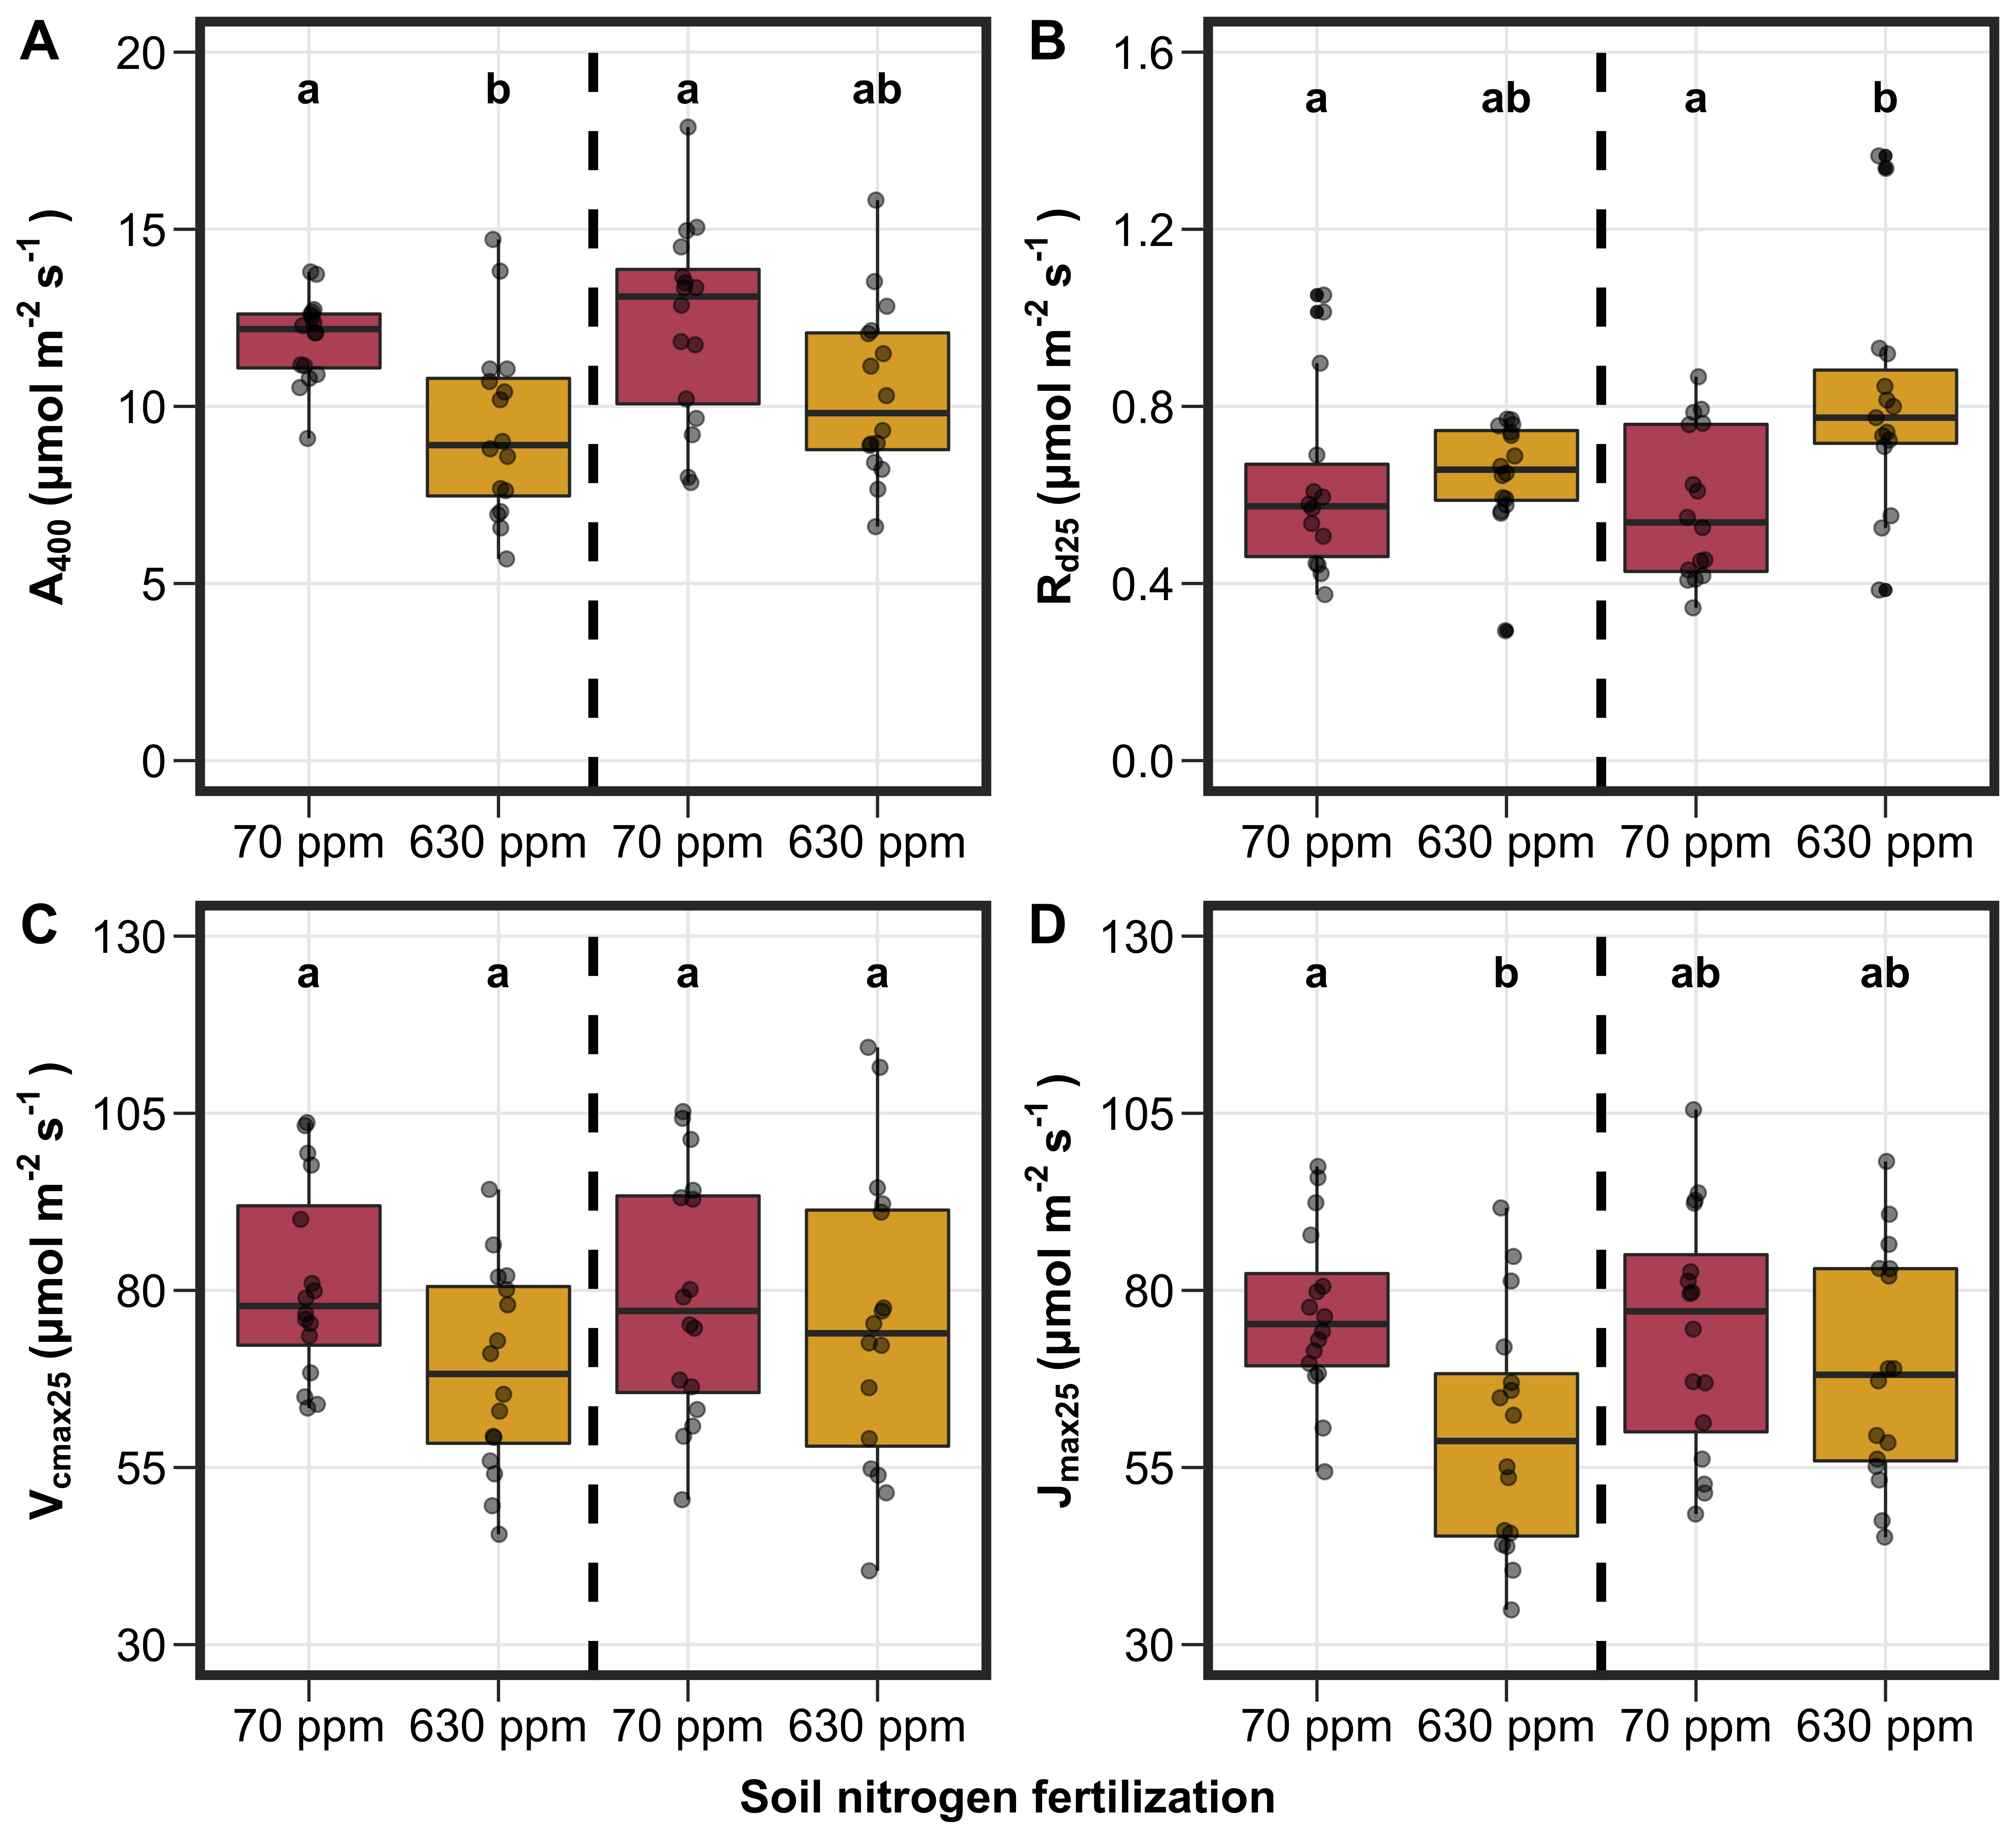 A
20
15
10
5
0
A400 (μmol m-2 s-1 )
a b a ab
70 ppm 630 ppm 70 ppm 630 ppm
B
1.6
1.2
0.8
0.4
0.0
Rd25 (μmol m-2 s-1 )
a ab a b
70 ppm 630 ppm 70 ppm 630 ppm
C
130
105
80
55
30
Vcmax25 (μmol m-2 s-1 )
a a a a
70 ppm 630 ppm 70 ppm 630 ppm
D
130
105
80
55
30
Jmax25 (μmol m-2 s-1 )
a b ab ab
70 ppm 630 ppm 70 ppm 630 ppm
Soil nitrogen fertilization